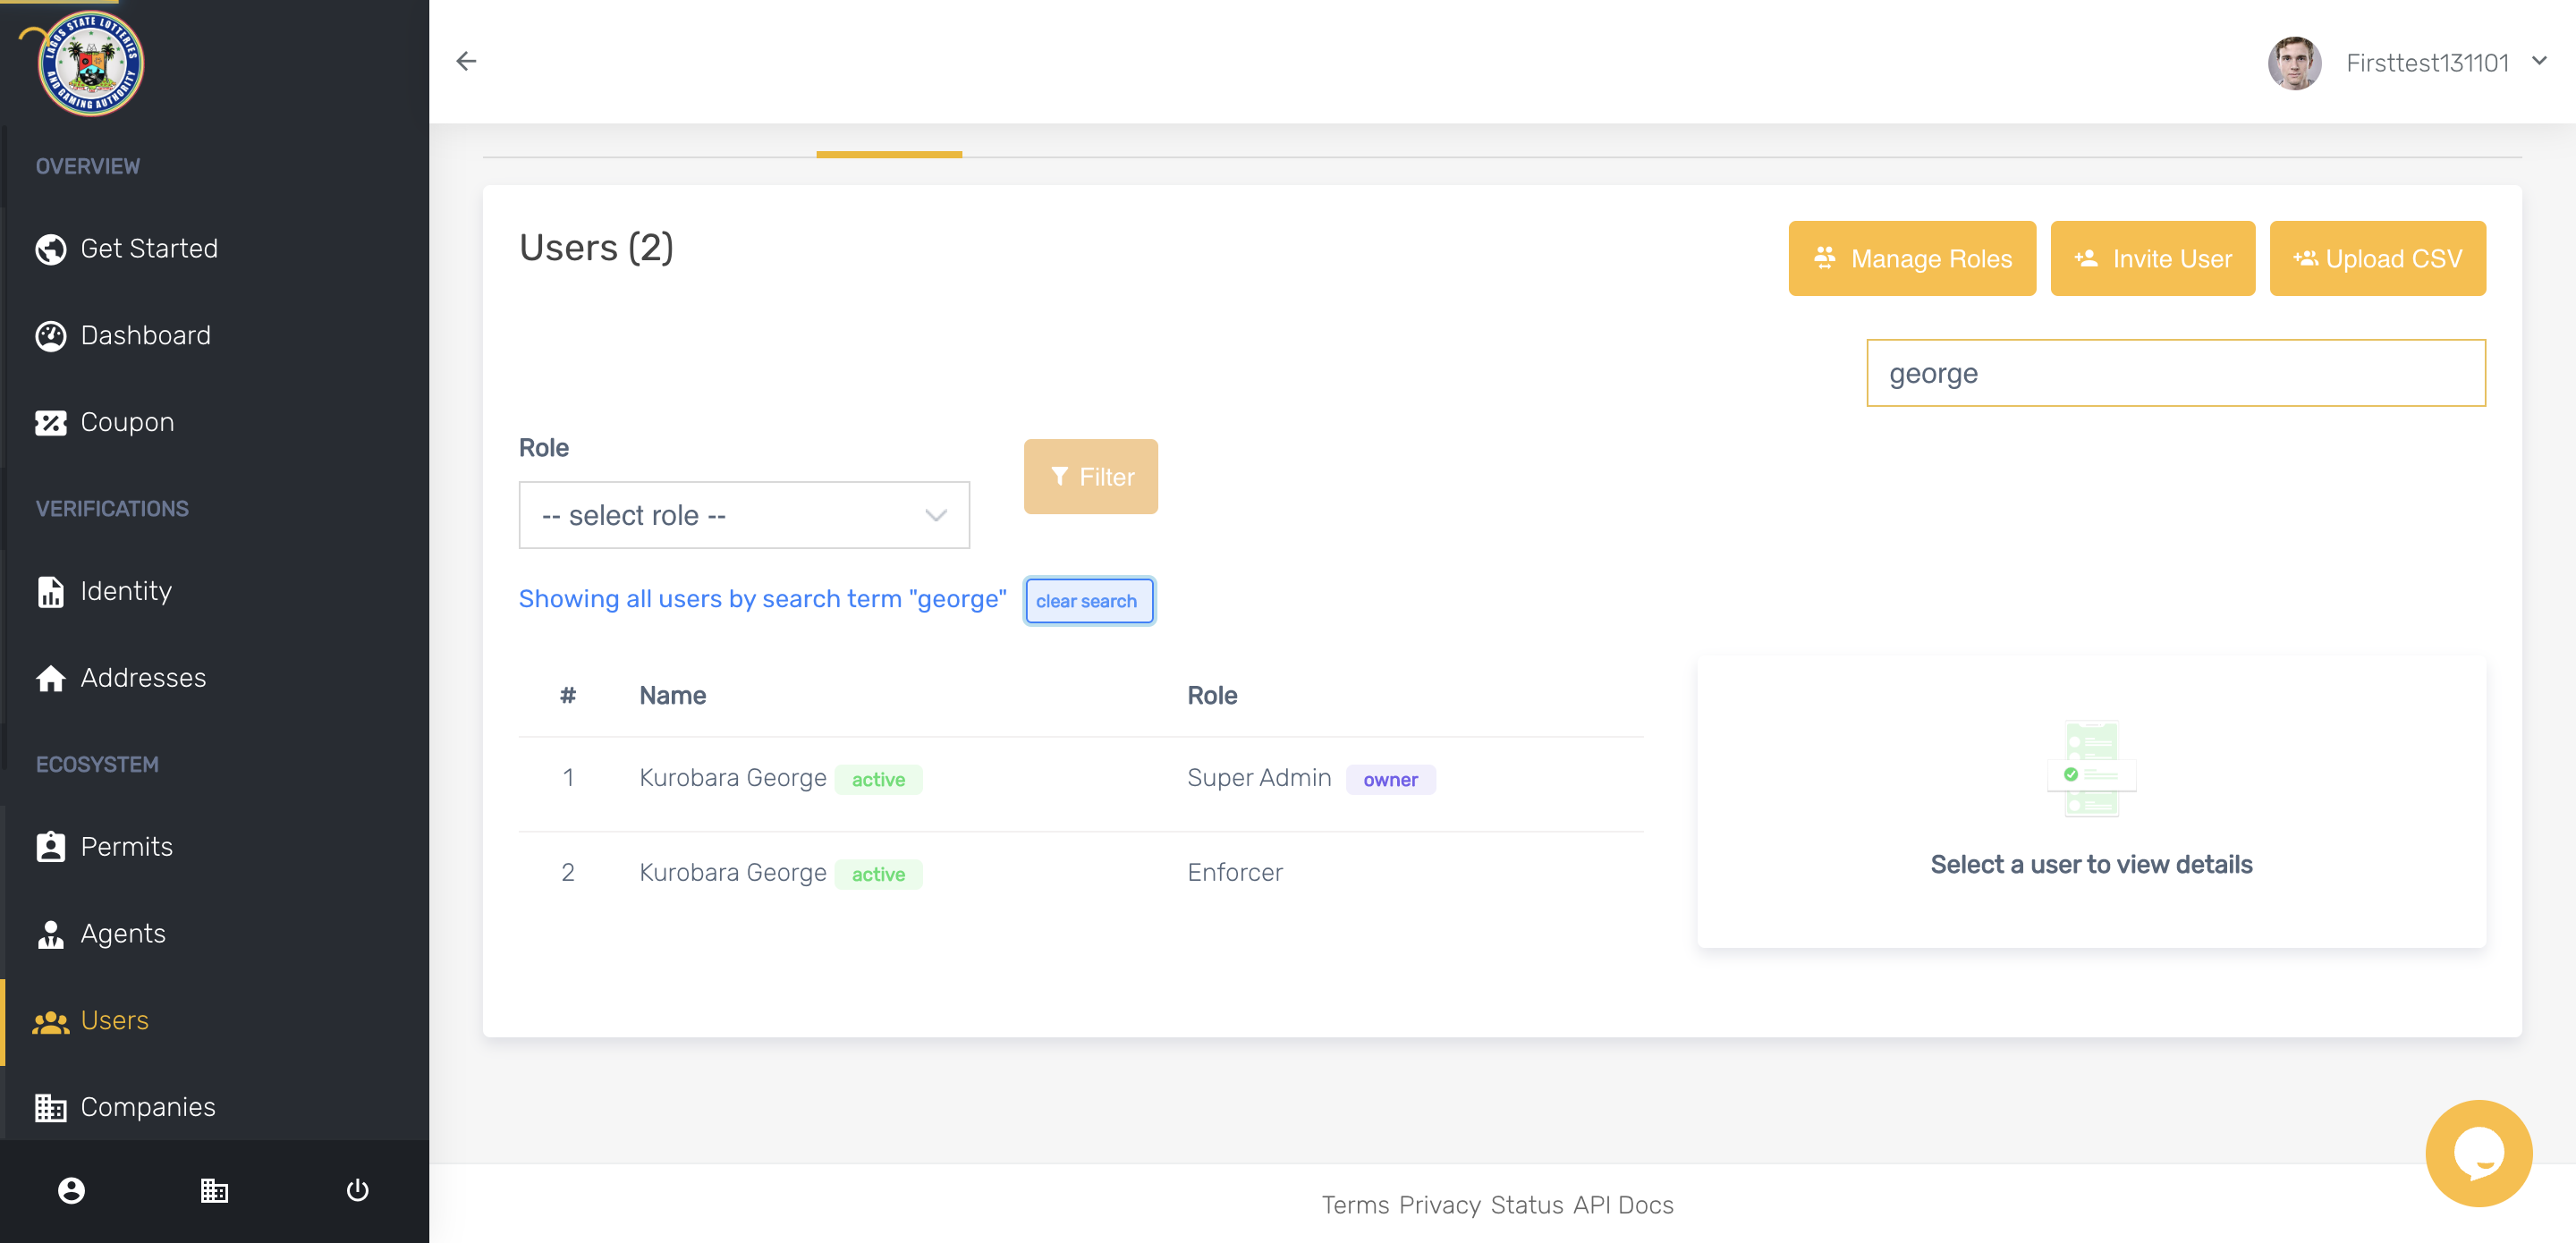 LAGOS STATE LOTTERIES
AND GAMING AUTHORITY
Firsttest131101
OVERVIEW
Get Started
Dashboard
Coupon
VERIFICATIONS
Identity
Addresses
ECOSYSTEM
Permits
Agents
Users
Companies
Users (2)
Manage Roles
Invite User
Upload CSV
george
Role
-- select role --
Filter
Showing all users by search term "george" clear search
# Name Role
1 Kurobara George active Super Admin owner
2 Kurobara George active Enforcer
Select a user to view details
Terms Privacy Status API Docs